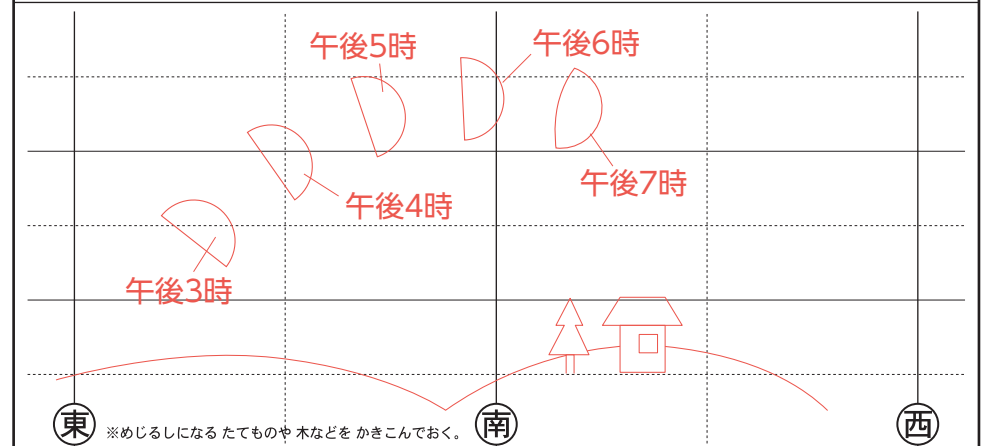 午後5時
午後6時
午後7時
午後4時
午後3時
東
※めじるしになる たてものや 木などを かきこんでおく。
南
西